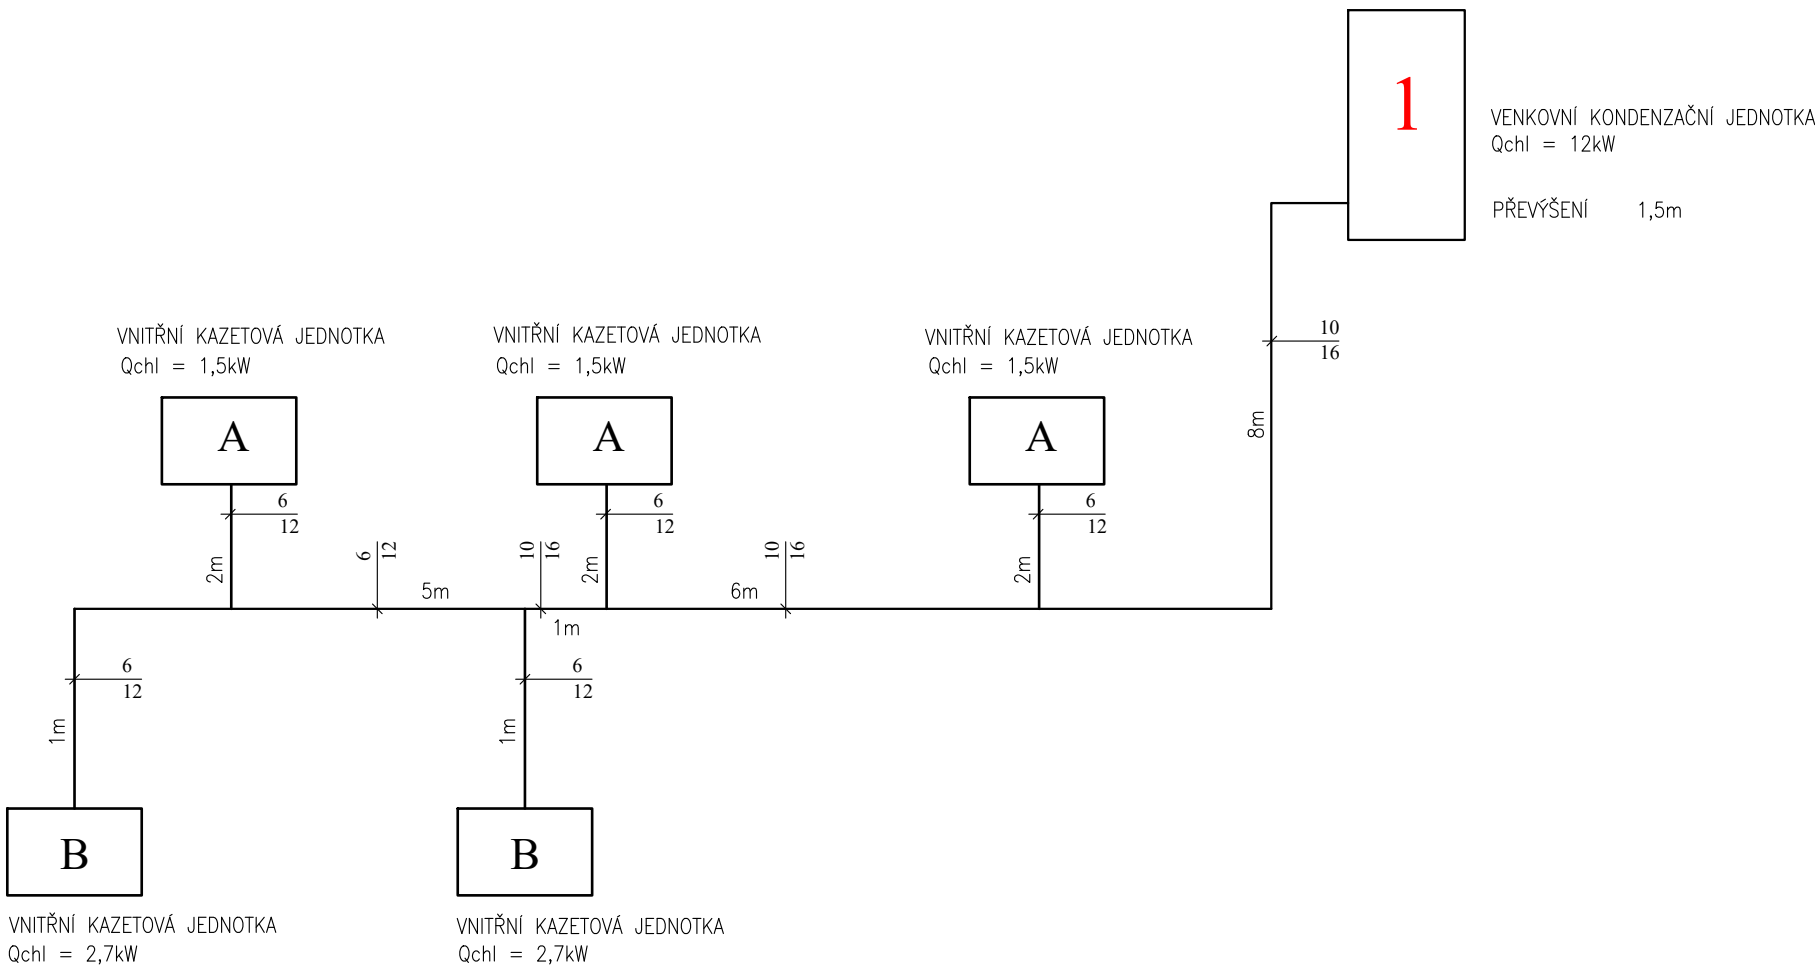 1
VENKOVNÍ KONDENZAČNÍ JEDNOTKA
Qchl = 12kW
PŘEVÝŠENÍ 1,5m
10
16
8m
VNITŘNÍ KAZETOVÁ JEDNOTKA
Qchl = 1,5kW
A
6
12
2m
VNITŘNÍ KAZETOVÁ JEDNOTKA
Qchl = 1,5kW
A
6
12
2m
VNITŘNÍ KAZETOVÁ JEDNOTKA
Qchl = 1,5kW
A
6
12
2m
6
12
5m
10
16
1m
10
16
6m
6
12
1m
B
VNITŘNÍ KAZETOVÁ JEDNOTKA
Qchl = 2,7kW
6
12
1m
B
VNITŘNÍ KAZETOVÁ JEDNOTKA
Qchl = 2,7kW